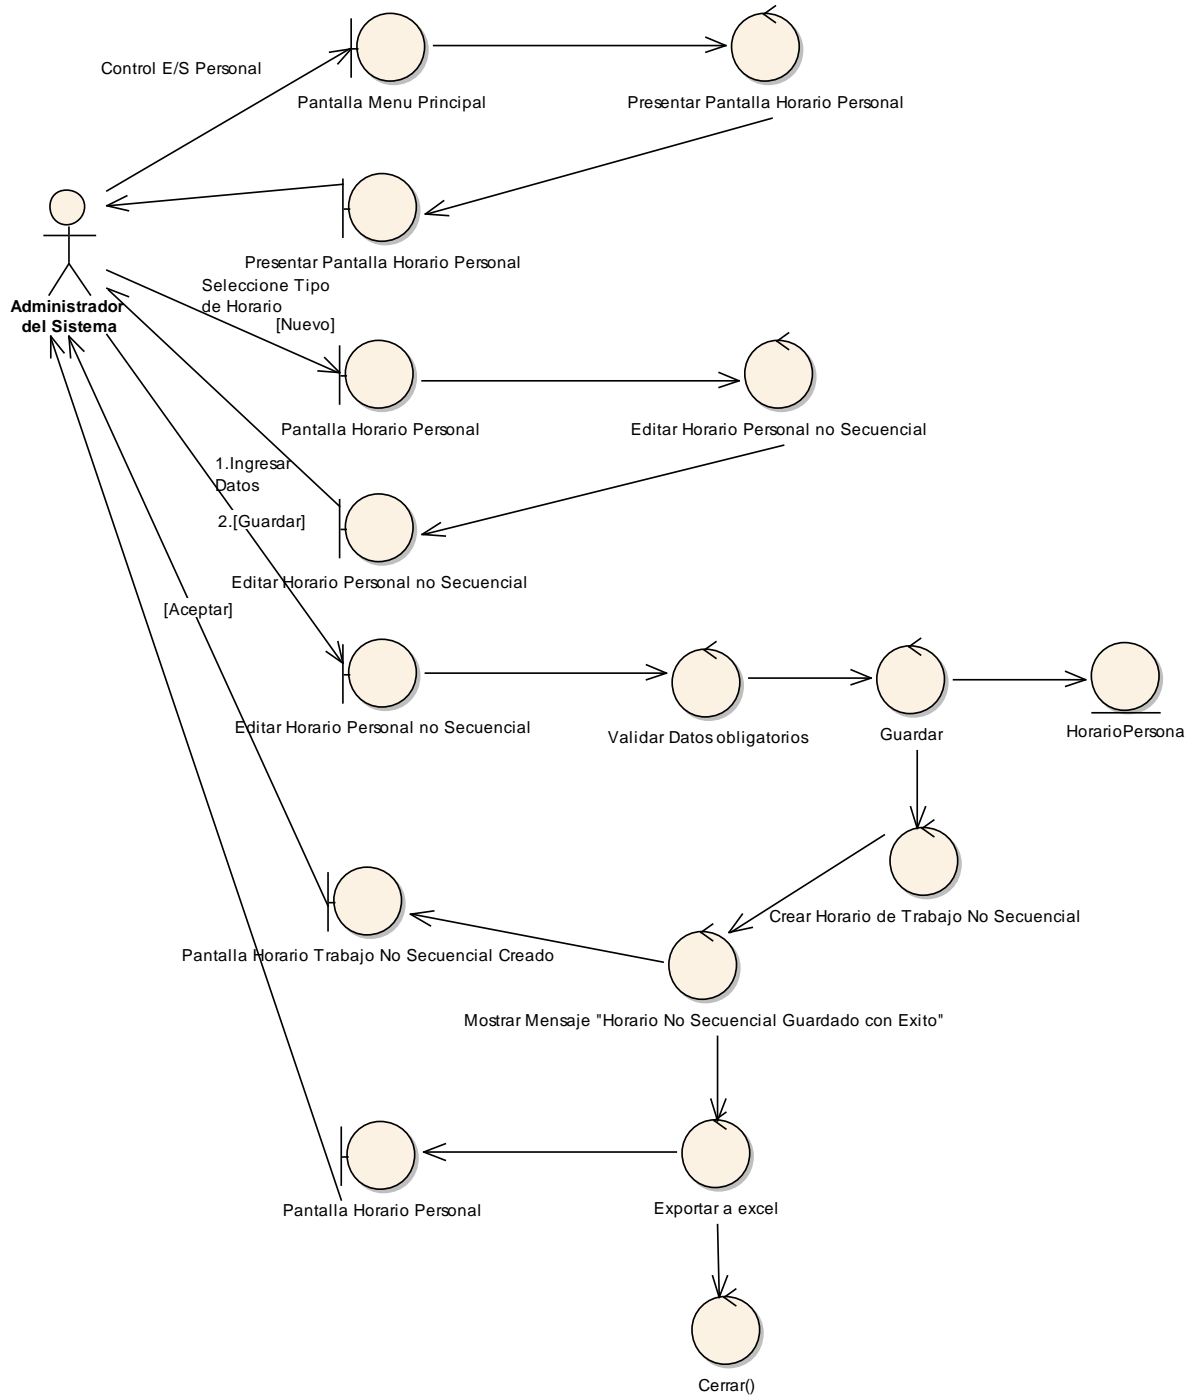 Control E/S Personal
Pantalla Menu Principal
Presentar Pantalla Horario Personal
Presentar Pantalla Horario Personal
Seleccione Tipo
de Horario
[Nuevo]
Administrador
del Sistema
Pantalla Horario Personal
Editar Horario Personal no Secuencial
1.Ingresar
Datos
2.[Guardar]
Editar Horario Personal no Secuencial
[Aceptar]
Editar Horario Personal no Secuencial
Validar Datos obligatorios
Guardar
HorarioPersona
Crear Horario de Trabajo No Secuencial
Pantalla Horario Trabajo No Secuencial Creado
Mostrar Mensaje "Horario No Secuencial Guardado con Exito"
Pantalla Horario Personal
Exportar a excel
Cerrar()